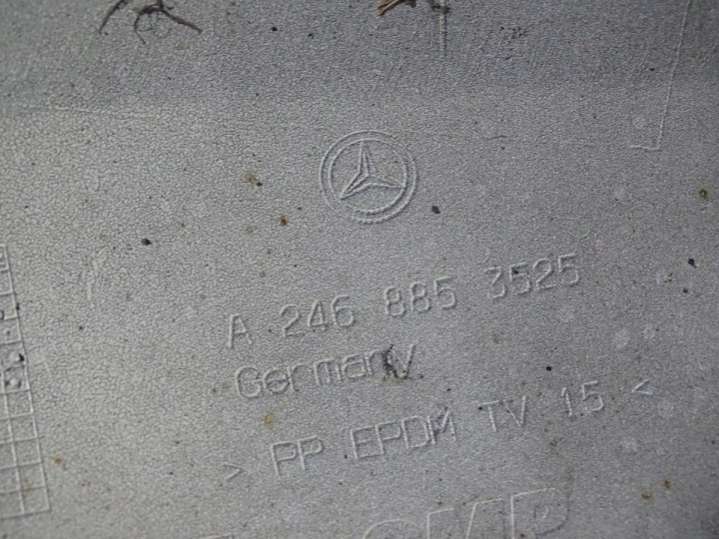 A 246 885 3525
Germany
> PP EPDM TV 15 <